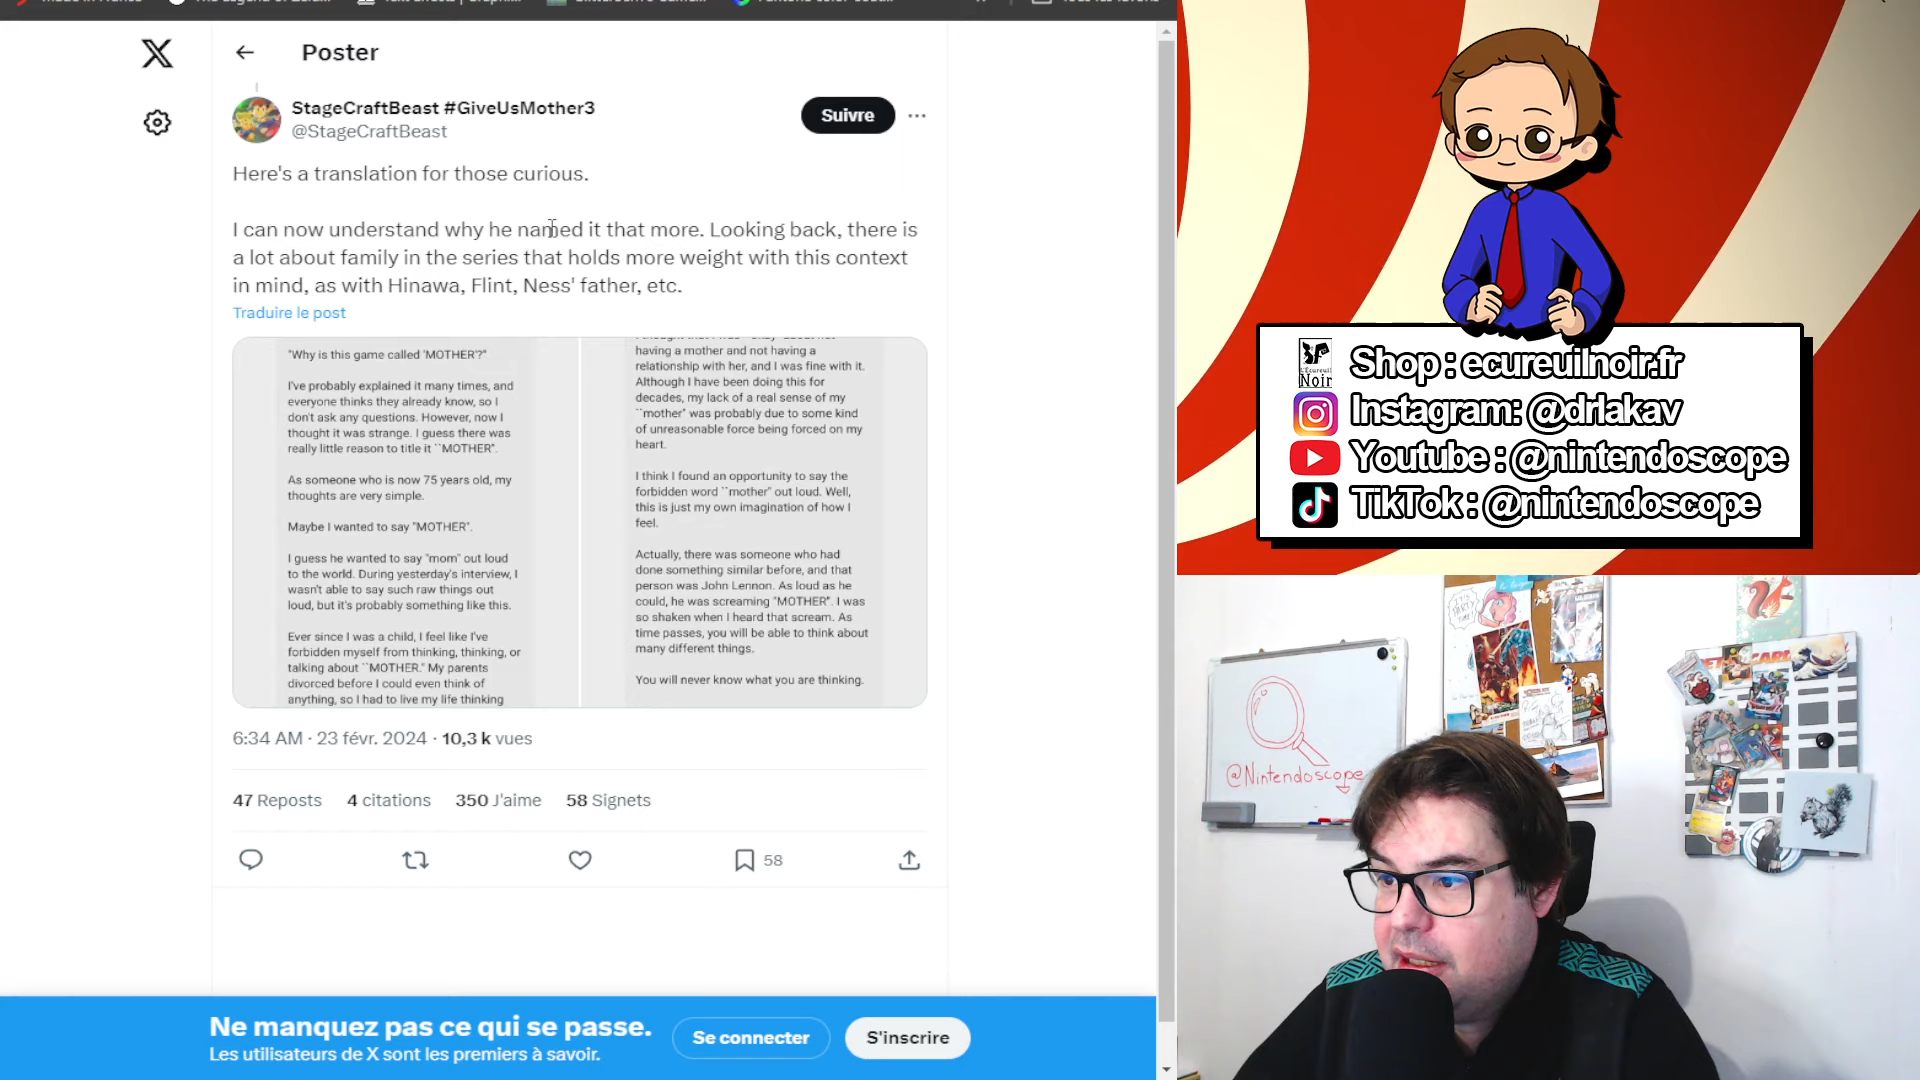 Poster
StageCraftBeast #GiveUsMother3
@StageCraftBeast
Suivre
Here's a translation for those curious.
I can now understand why he named it that more. Looking back, there is
a lot about family in the series that holds more weight with this context
in mind, as with Hinawa, Flint, Ness' father, etc.
Traduire le post
"Why is this game called 'MOTHER'?"
I've probably explained it many times, and
everyone thinks they already know, so I
don't ask any questions. However, now I
thought it was strange. I guess there was
really little reason to title it ``MOTHER''.
As someone who is now 75 years old, my
thoughts are very simple.
Maybe I wanted to say "MOTHER".
I guess he wanted to say "mom" out loud
to the world. During yesterday's interview, I
wasn't able to say such raw things out
loud, but it's probably something like this.
Ever since I was a child, I feel like I've
forbidden myself from thinking, thinking, or
talking about ``MOTHER.'' My parents
divorced before I could even think of
anything, so I had to live my life thinking
having a mother and not having a
relationship with her, and I was fine with it.
Although I have been doing this for
decades, my lack of a real sense of my
``mother'' was probably due to some kind
of unreasonable force being forced on my
heart.
I think I found an opportunity to say the
forbidden word ``mother'' out loud. Well,
this is just my own imagination of how I
feel.
Actually, there was someone who had
done something similar before, and that
person was John Lennon. As loud as he
could, he was screaming "MOTHER". I was
so shaken when I heard that scream. As
time passes, you will be able to think about
many different things.
You will never know what you are thinking.
6:34 AM · 23 févr. 2024 · 10,3 k vues
47 Reposts 4 citations 350 J'aime 58 Signets
58
Ne manquez pas ce qui se passe.
Les utilisateurs de X sont les premiers à savoir.
Se connecter
S'inscrire
L'Écureuil
Noir
Shop : ecureuilnoir.fr
Instagram: @drlakav
Youtube : @nintendoscope
TikTok : @nintendoscope
@Nintendoscope